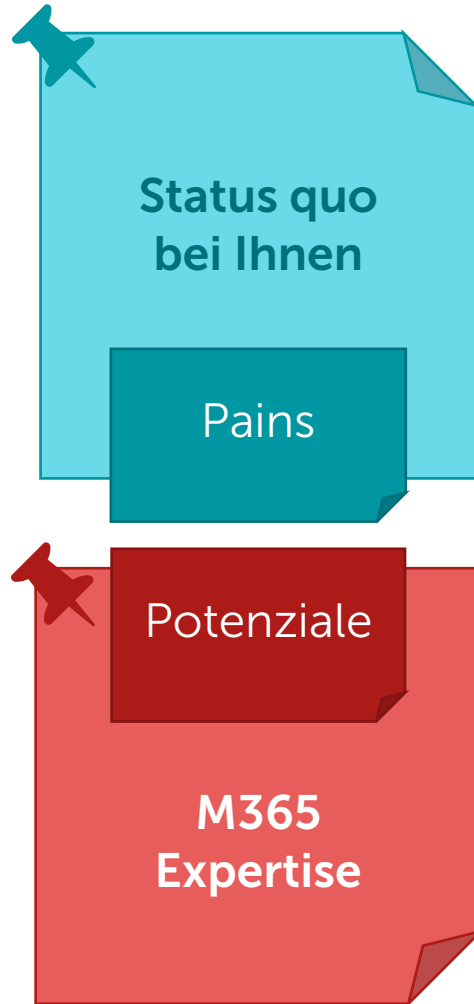 Status quo
bei Ihnen
Pains
Potenziale
M365
Expertise